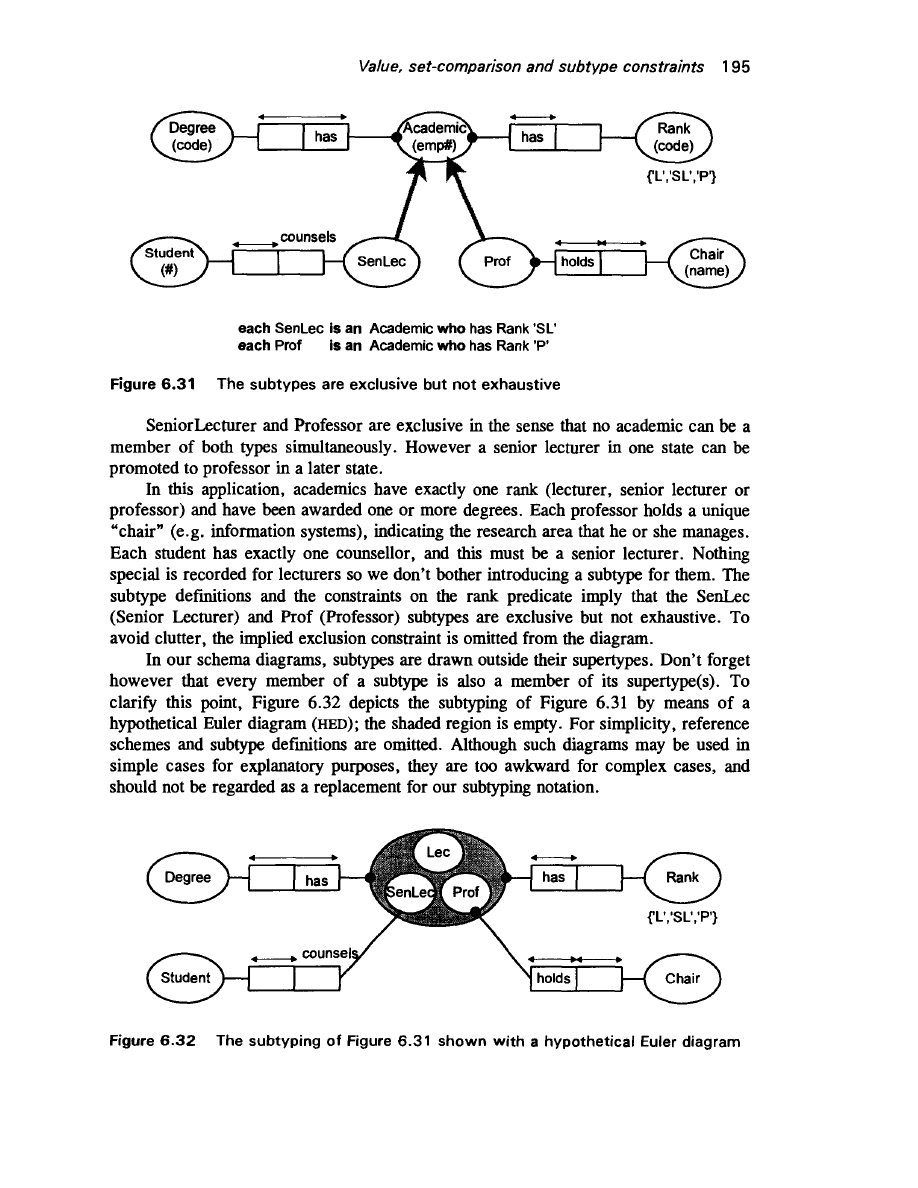 Value, set-comparison and subtype constraints 195
Degree
(code)
has
Academic
(emp#)
has
Rank
(code)
{'L','SL','P'}
Student
(#)
counsels
SenLec
Prof
holds
Chair
(name)
each SenLec is an Academic who has Rank 'SL'
each Prof is an Academic who has Rank 'P'
Figure 6.31 The subtypes are exclusive but not exhaustive
SeniorLecturer and Professor are exclusive in the sense that no academic can be a
member of both types simultaneously. However a senior lecturer in one state can be
promoted to professor in a later state.
In this application, academics have exactly one rank (lecturer, senior lecturer or
professor) and have been awarded one or more degrees. Each professor holds a unique
“chair” (e.g. information systems), indicating the research area that he or she manages.
Each student has exactly one counsellor, and this must be a senior lecturer. Nothing
special is recorded for lecturers so we don't bother introducing a subtype for them. The
subtype definitions and the constraints on the rank predicate imply that the SenLec
(Senior Lecturer) and Prof (Professor) subtypes are exclusive but not exhaustive. To
avoid clutter, the implied exclusion constraint is omitted from the diagram.
In our schema diagrams, subtypes are drawn outside their supertypes. Don't forget
however that every member of a subtype is also a member of its supertype(s). To
clarify this point, Figure 6.32 depicts the subtyping of Figure 6.31 by means of a
hypothetical Euler diagram (HED); the shaded region is empty. For simplicity, reference
schemes and subtype definitions are omitted. Although such diagrams may be used in
simple cases for explanatory purposes, they are too awkward for complex cases, and
should not be regarded as a replacement for our subtyping notation.
Degree
has
Lec
SenLec
Prof
has
Rank
{'L','SL','P'}
Student
counsels
holds
Chair
Figure 6.32 The subtyping of Figure 6.31 shown with a hypothetical Euler diagram